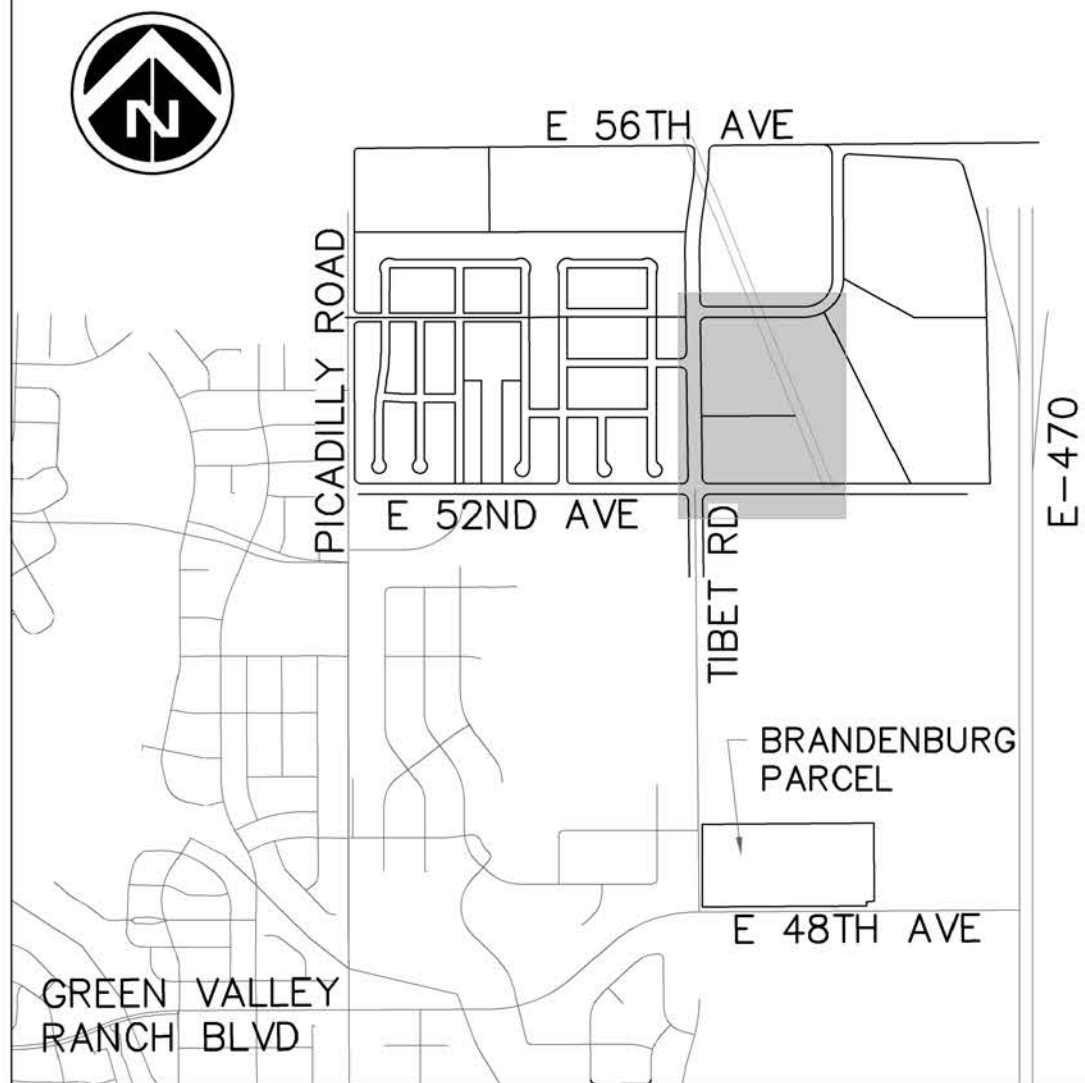 N
E 56TH AVE
PICADILLY ROAD
E-470
E 52ND AVE
TIBET RD
BRANDENBURG
PARCEL
E 48TH AVE
GREEN VALLEY
RANCH BLVD